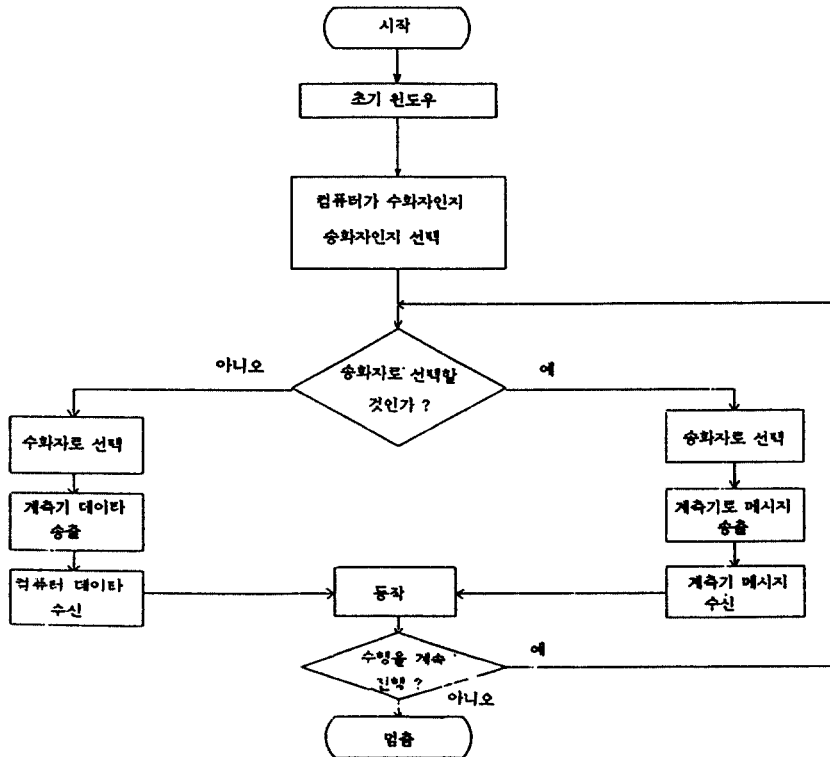 시작
초기 윈도우
컴퓨터가 수화자인지
송화자인지 선택
아니오
송화자로 선택할
것인가 ?
예
수화자로 선택
송화자로 선택
계측기 데이타
송출
계측기로 메시지
송출
컴퓨터 데이타
수신
동작
계측기 메시지
수신
수행을 계속
진행 ?
예
아니오
멈춤